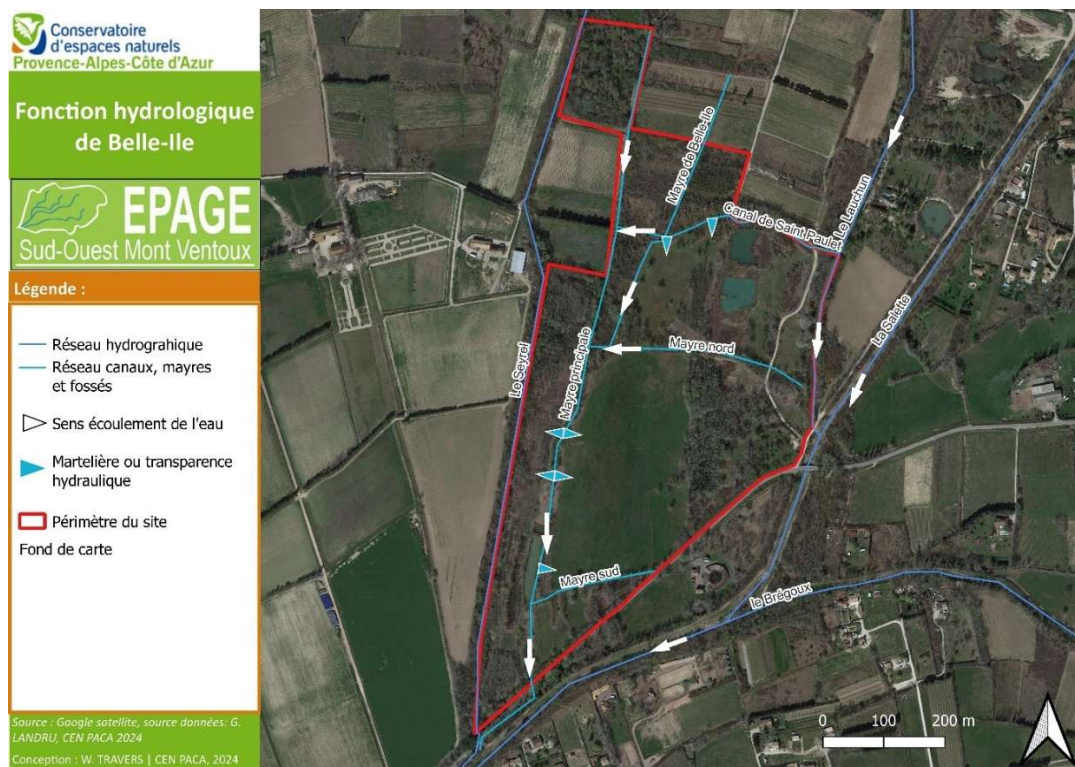 Conservatoire
d'espaces naturels
Provence-Alpes-Côte d'Azur
Fonction hydrologique
de Belle-Ile
EPAGE
Sud-Ouest Mont Ventoux
Légende :
Réseau hydrograhique
Réseau canaux, mayres
et fossés
Sens écoulement de l'eau
Martelière ou transparence
hydraulique
Périmètre du site
Fond de carte
Source : Google satellite, source données: G.
LANDRU, CEN PACA 2024
Conception : W. TRAVERS | CEN PACA, 2024
Mayre de Belle-Ile
Canal de Saint Paulet
Le Lauchun
La Salette
Mayre nord
Mayre principale
Le Seyrel
Mayre sud
le Brégoux
0 100 200 m